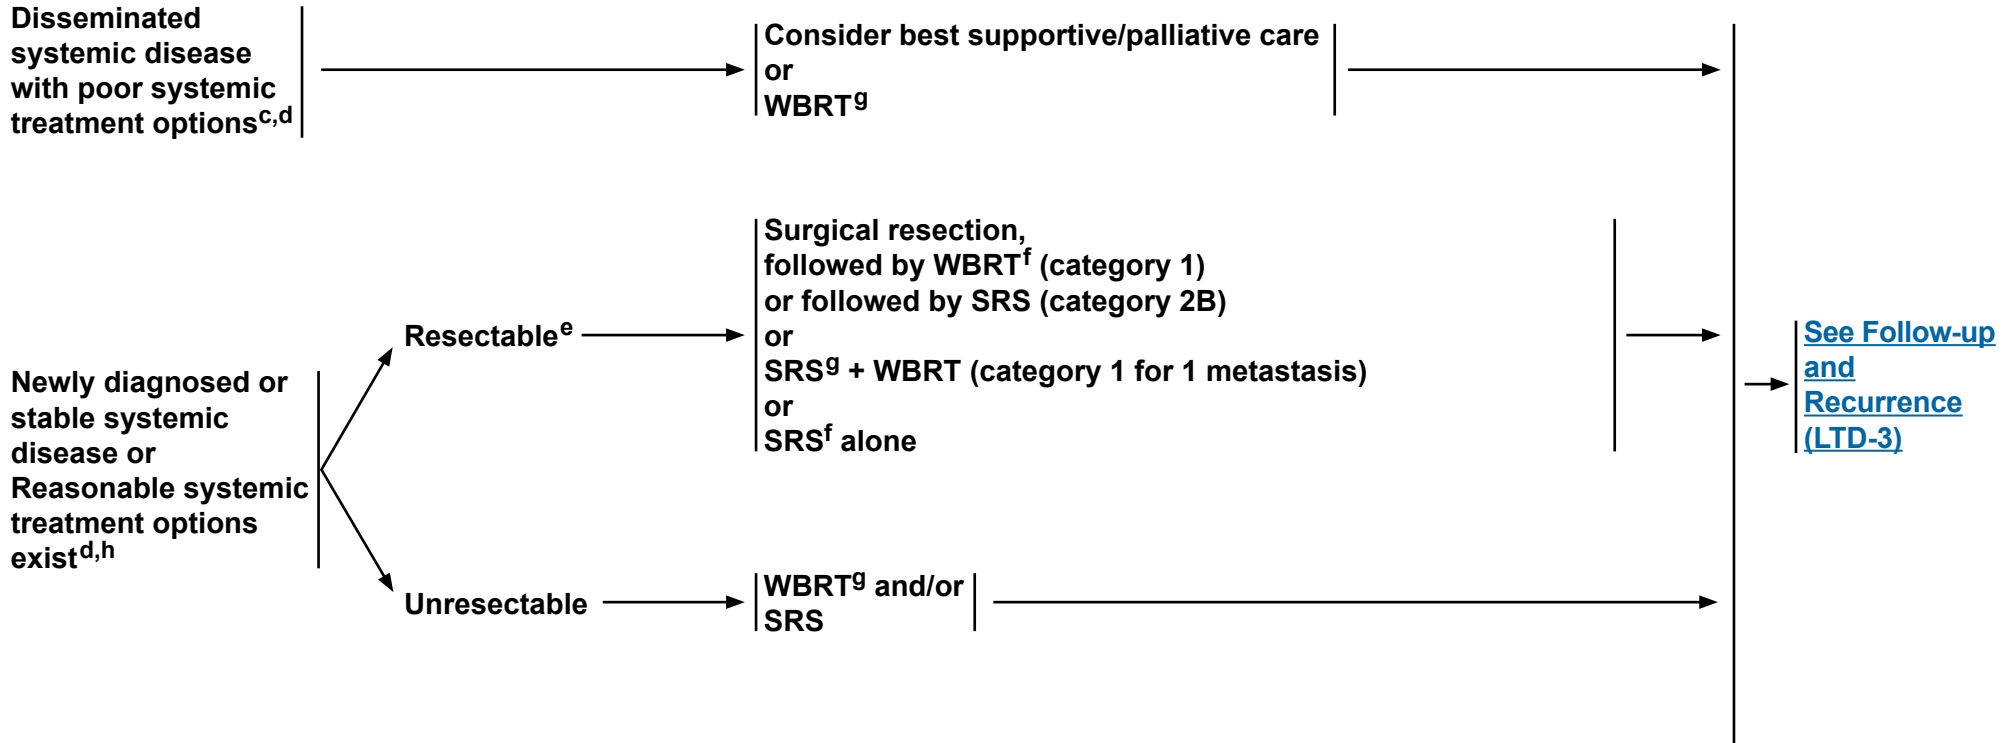 Disseminated
systemic disease
with poor systemic
treatment options^c,d
Consider best supportive/palliative care
or
WBRT^g
Newly diagnosed or
stable systemic
disease or
Reasonable systemic
treatment options
exist^d,h
Resectable^e
Surgical resection,
followed by WBRT^f (category 1)
or followed by SRS (category 2B)
or
SRS^g + WBRT (category 1 for 1 metastasis)
or
SRS^f alone
Unresectable
WBRT^g and/or
SRS
See Follow-up
and
Recurrence
(LTD-3)